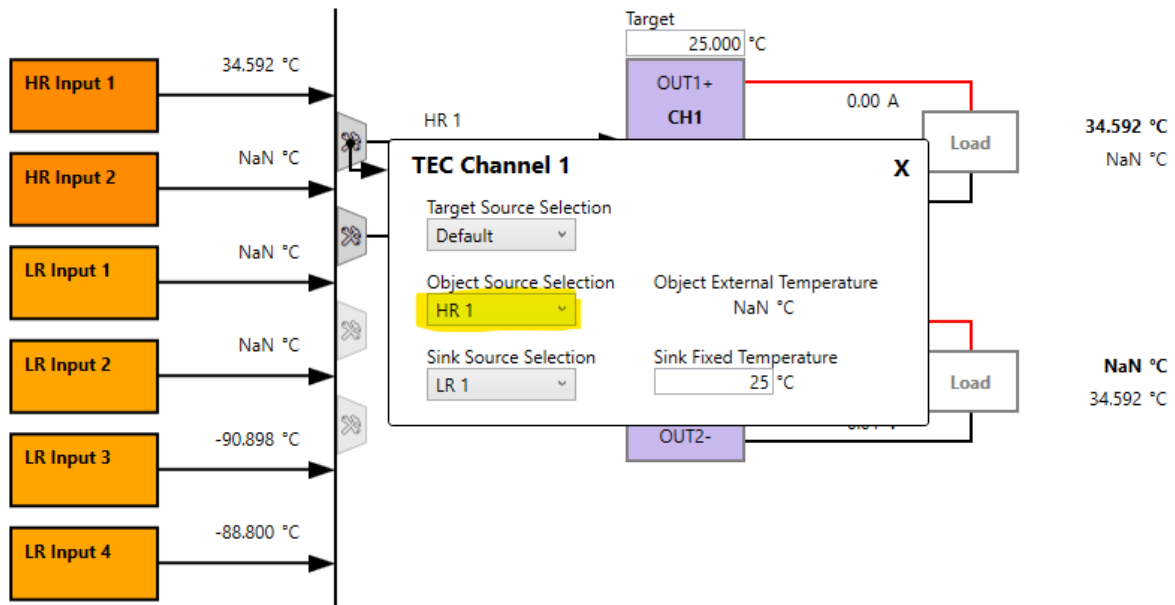 Target
25.000 °C
HR Input 1
34.592 °C
OUT1+
CH1
0.00 A
Load
34.592 °C
NaN °C
HR 1
HR Input 2
NaN °C
TEC Channel 1
X
Target Source Selection
Default
LR Input 1
NaN °C
Object Source Selection
HR 1
Object External Temperature
NaN °C
LR Input 2
NaN °C
Sink Source Selection
LR 1
Sink Fixed Temperature
25 °C
Load
NaN °C
34.592 °C
OUT2-
LR Input 3
-90.898 °C
LR Input 4
-88.800 °C